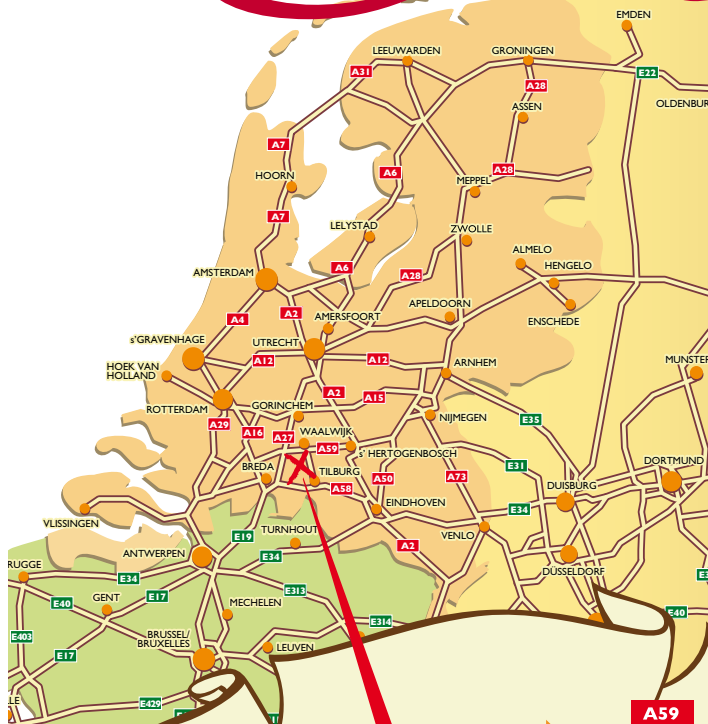 EMDEN
LEEUWARDEN
GRONINGEN
A31
E22
A28
OLDENBUR
ASSEN
A7
A6
A28
HOORN
MEPPEL
A7
LELYSTAD
ZWOLLE
ALMELO
HENGELO
AMSTERDAM
A6
A28
APELDOORN
A2
A4
AMERSFOORT
ENSCHEDE
s'GRAVENHAGE
UTRECHT
A12
A12
ARNHEM
MUNSTER
HOEK VAN
HOLLAND
A2
A15
ROTTERDAM
GORINCHEM
NIJMEGEN
E35
A29
A16
A27
WAALWIJK
A59
s' HERTOGENBOSCH
BREDA
TILBURG
A50
A73
E31
DORTMUND
A58
DUISBURG
EINDHOVEN
E34
VLISSINGEN
E19
TURNHOUT
VENLO
A2
ANTWERPEN
E34
DÜSSELDORF
RUGGE
E34
E3
E40
GENT
E17
E313
MECHELEN
E40
E403
BRUSSEL/
BRUXELLES
E314
LEUVEN
E17
LLE
E429
A59